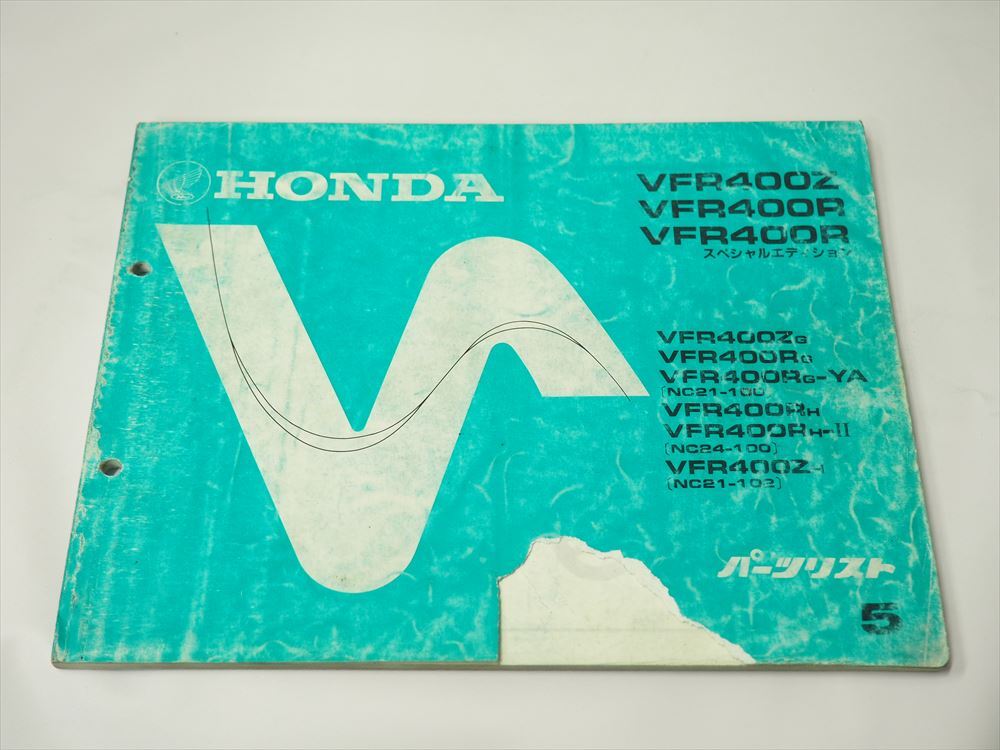 HONDA
VFR400Z
VFR400R
VFR400R
スペシャルエディション
VFR400ZG
VFR400RG
VFR400RG-YA
(NC21-100)
VFR400RH
VFR400RH-II
(NC24-100)
VFR400ZH
(NC21-102)
パーツリスト
5